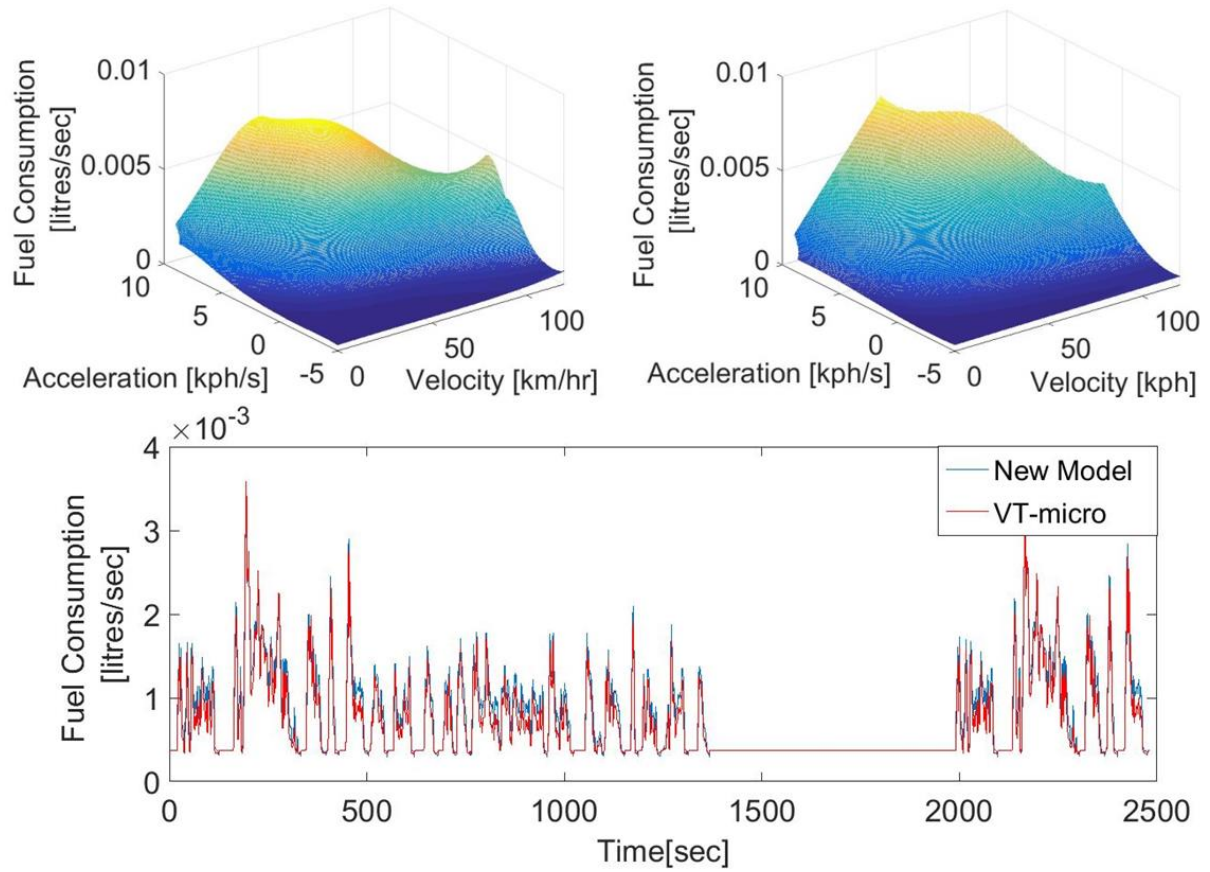 0.01
0.005
0
Fuel Consumption
[litres/sec]
10
5
0
-5
Acceleration [kph/s]
0
50
100
Velocity [km/hr]
0.01
0.005
0
Fuel Consumption
[litres/sec]
10
5
0
-5
Acceleration [kph/s]
0
50
100
Velocity [kph]
×10⁻³
4
3
2
1
0
Fuel Consumption
[litres/sec]
New Model
VT-micro
0 500 1000 1500 2000 2500
Time[sec]